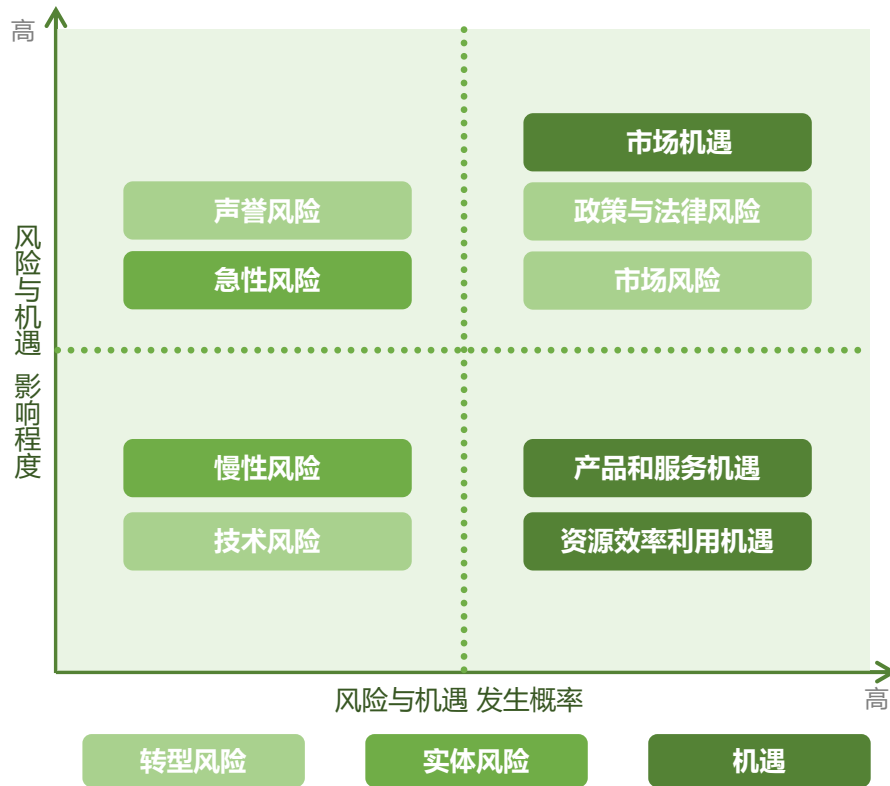 高
市场机遇
声誉风险
政策与法律风险
急性风险
市场风险
风险与机遇 影响程度
慢性风险
产品和服务机遇
技术风险
资源效率利用机遇
风险与机遇 发生概率
高
转型风险
实体风险
机遇